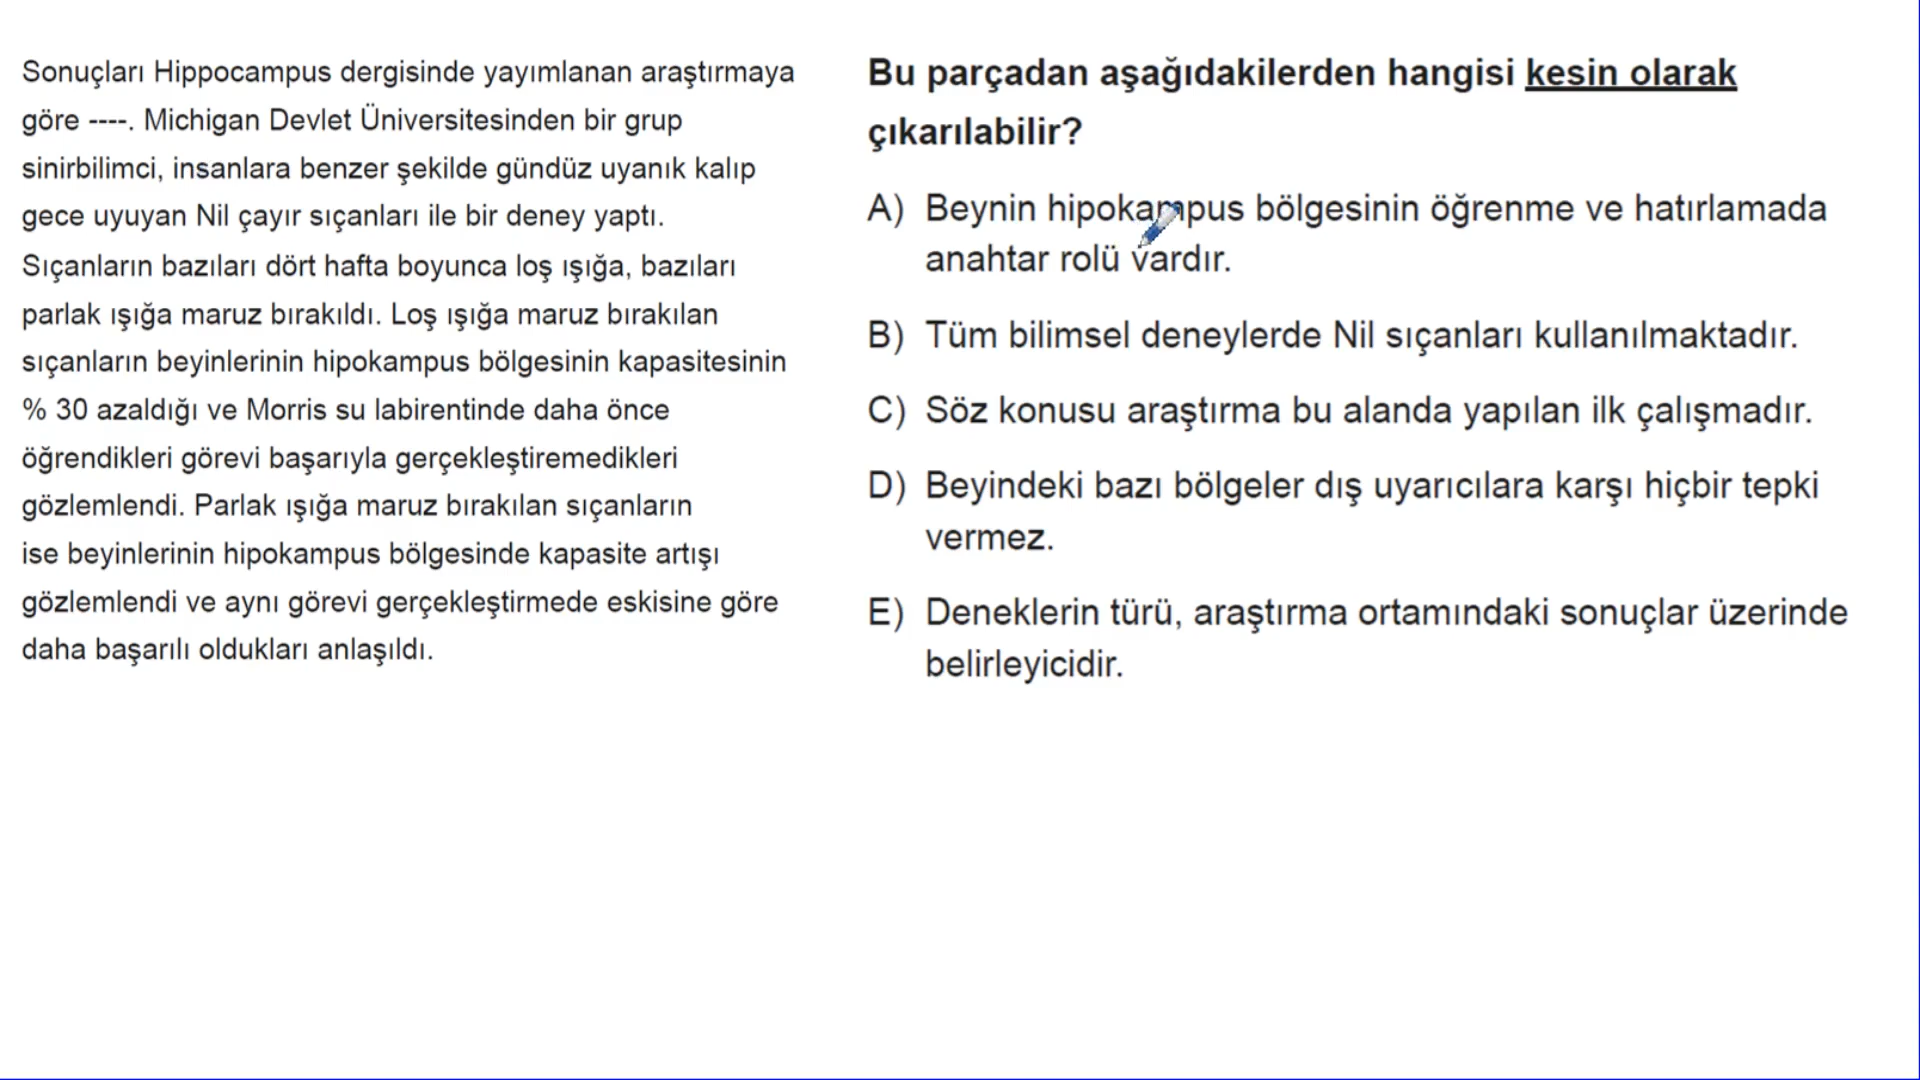 Sonuçları Hippocampus dergisinde yayımlanan araştırmaya
göre ----. Michigan Devlet Üniversitesinden bir grup
sinirbilimci, insanlara benzer şekilde gündüz uyanık kalıp
gece uyuyan Nil çayır sıçanları ile bir deney yaptı.
Sıçanların bazıları dört hafta boyunca loş ışığa, bazıları
parlak ışığa maruz bırakıldı. Loş ışığa maruz bırakılan
sıçanların beyinlerinin hipokampus bölgesinin kapasitesinin
% 30 azaldığı ve Morris su labirentinde daha önce
öğrendikleri görevi başarıyla gerçekleştiremedikleri
gözlemlendi. Parlak ışığa maruz bırakılan sıçanların
ise beyinlerinin hipokampus bölgesinde kapasite artışı
gözlemlendi ve aynı görevi gerçekleştirmede eskisine göre
daha başarılı oldukları anlaşıldı.
Bu parçadan aşağıdakilerden hangisi kesin olarak
çıkarılabilir?
A) Beynin hipokampus bölgesinin öğrenme ve hatırlamada
anahtar rolü vardır.
B) Tüm bilimsel deneylerde Nil sıçanları kullanılmaktadır.
C) Söz konusu araştırma bu alanda yapılan ilk çalışmadır.
D) Beyindeki bazı bölgeler dış uyarıcılara karşı hiçbir tepki
vermez.
E) Deneklerin türü, araştırma ortamındaki sonuçlar üzerinde
belirleyicidir.